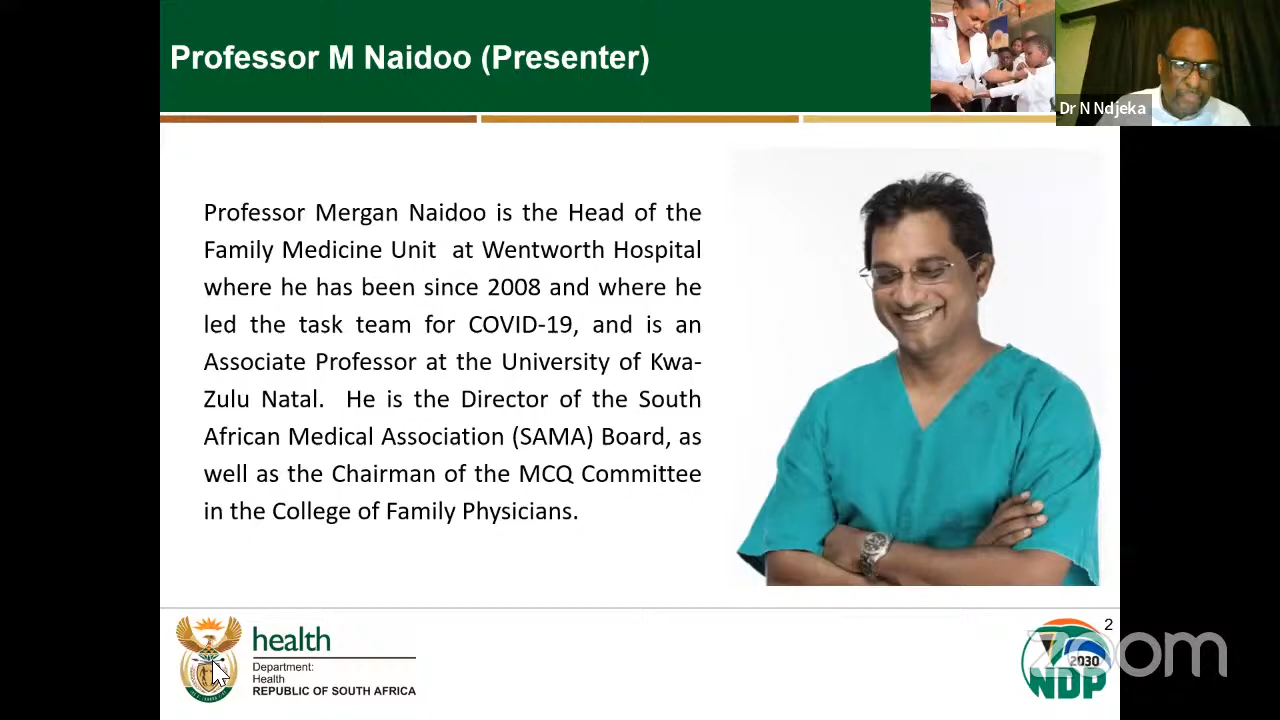 Professor M Naidoo (Presenter)
Dr N Ndjeka
Professor Mergan Naidoo is the Head of the
Family Medicine Unit at Wentworth Hospital
where he has been since 2008 and where he
led the task team for COVID-19, and is an
Associate Professor at the University of Kwa-
Zulu Natal. He is the Director of the South
African Medical Association (SAMA) Board, as
well as the Chairman of the MCQ Committee
in the College of Family Physicians.
health
Department:
Health
REPUBLIC OF SOUTH AFRICA
2
2030
NDP
zoom